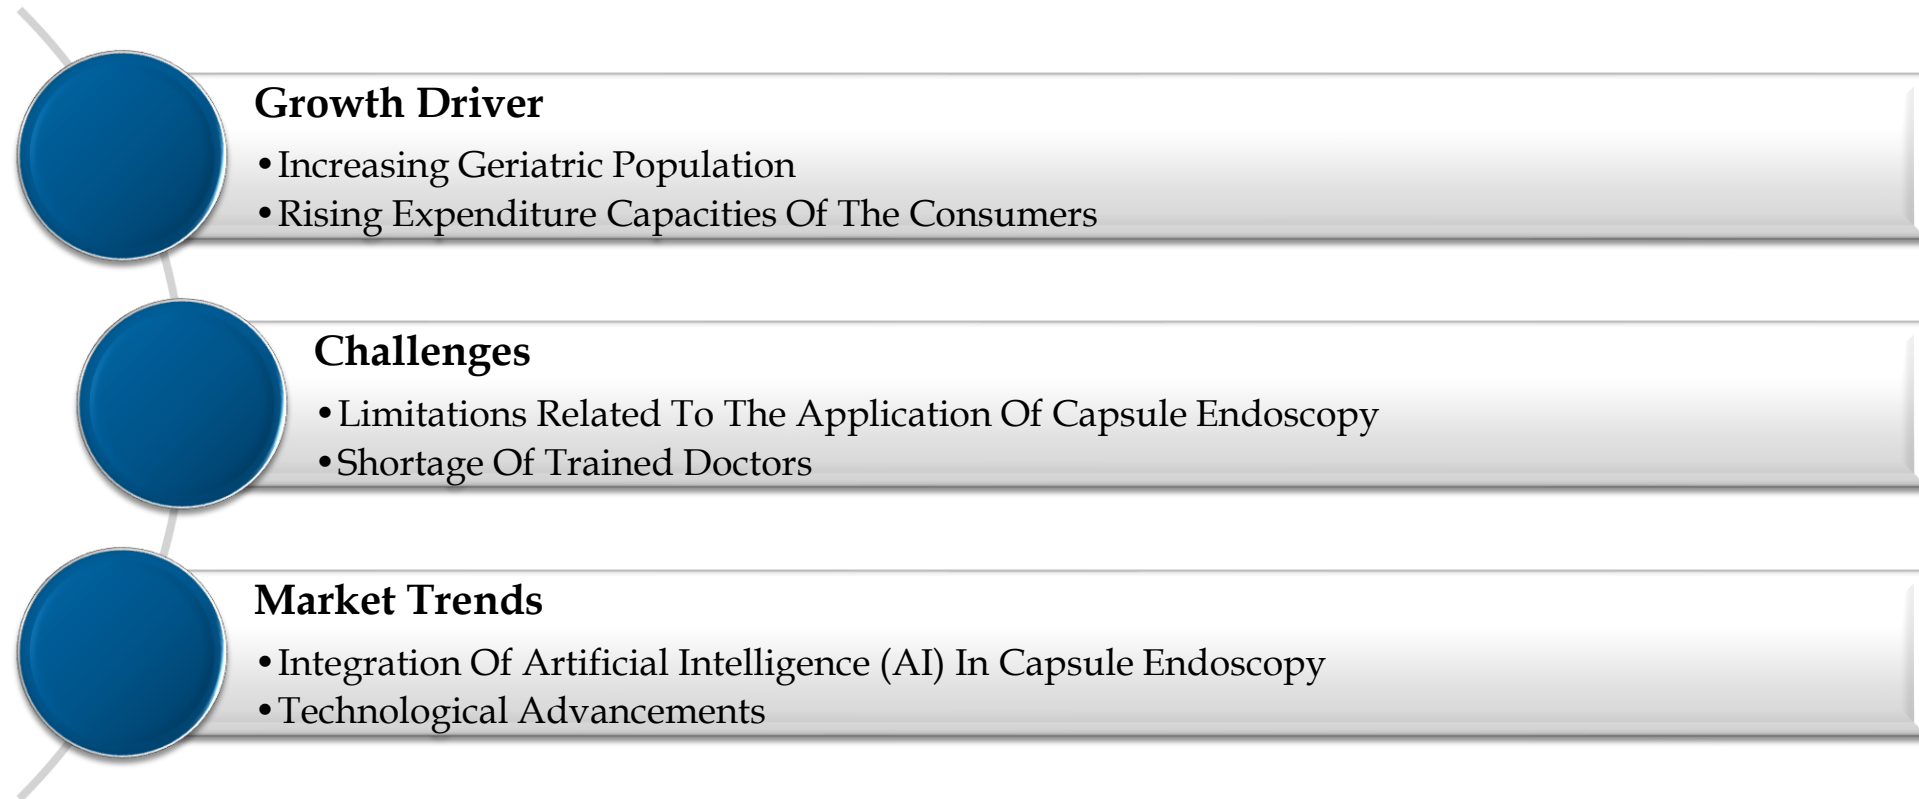 Growth Driver
•Increasing Geriatric Population
•Rising Expenditure Capacities Of The Consumers
Challenges
•Limitations Related To The Application Of Capsule Endoscopy
•Shortage Of Trained Doctors
Market Trends
•Integration Of Artificial Intelligence (AI) In Capsule Endoscopy
•Technological Advancements